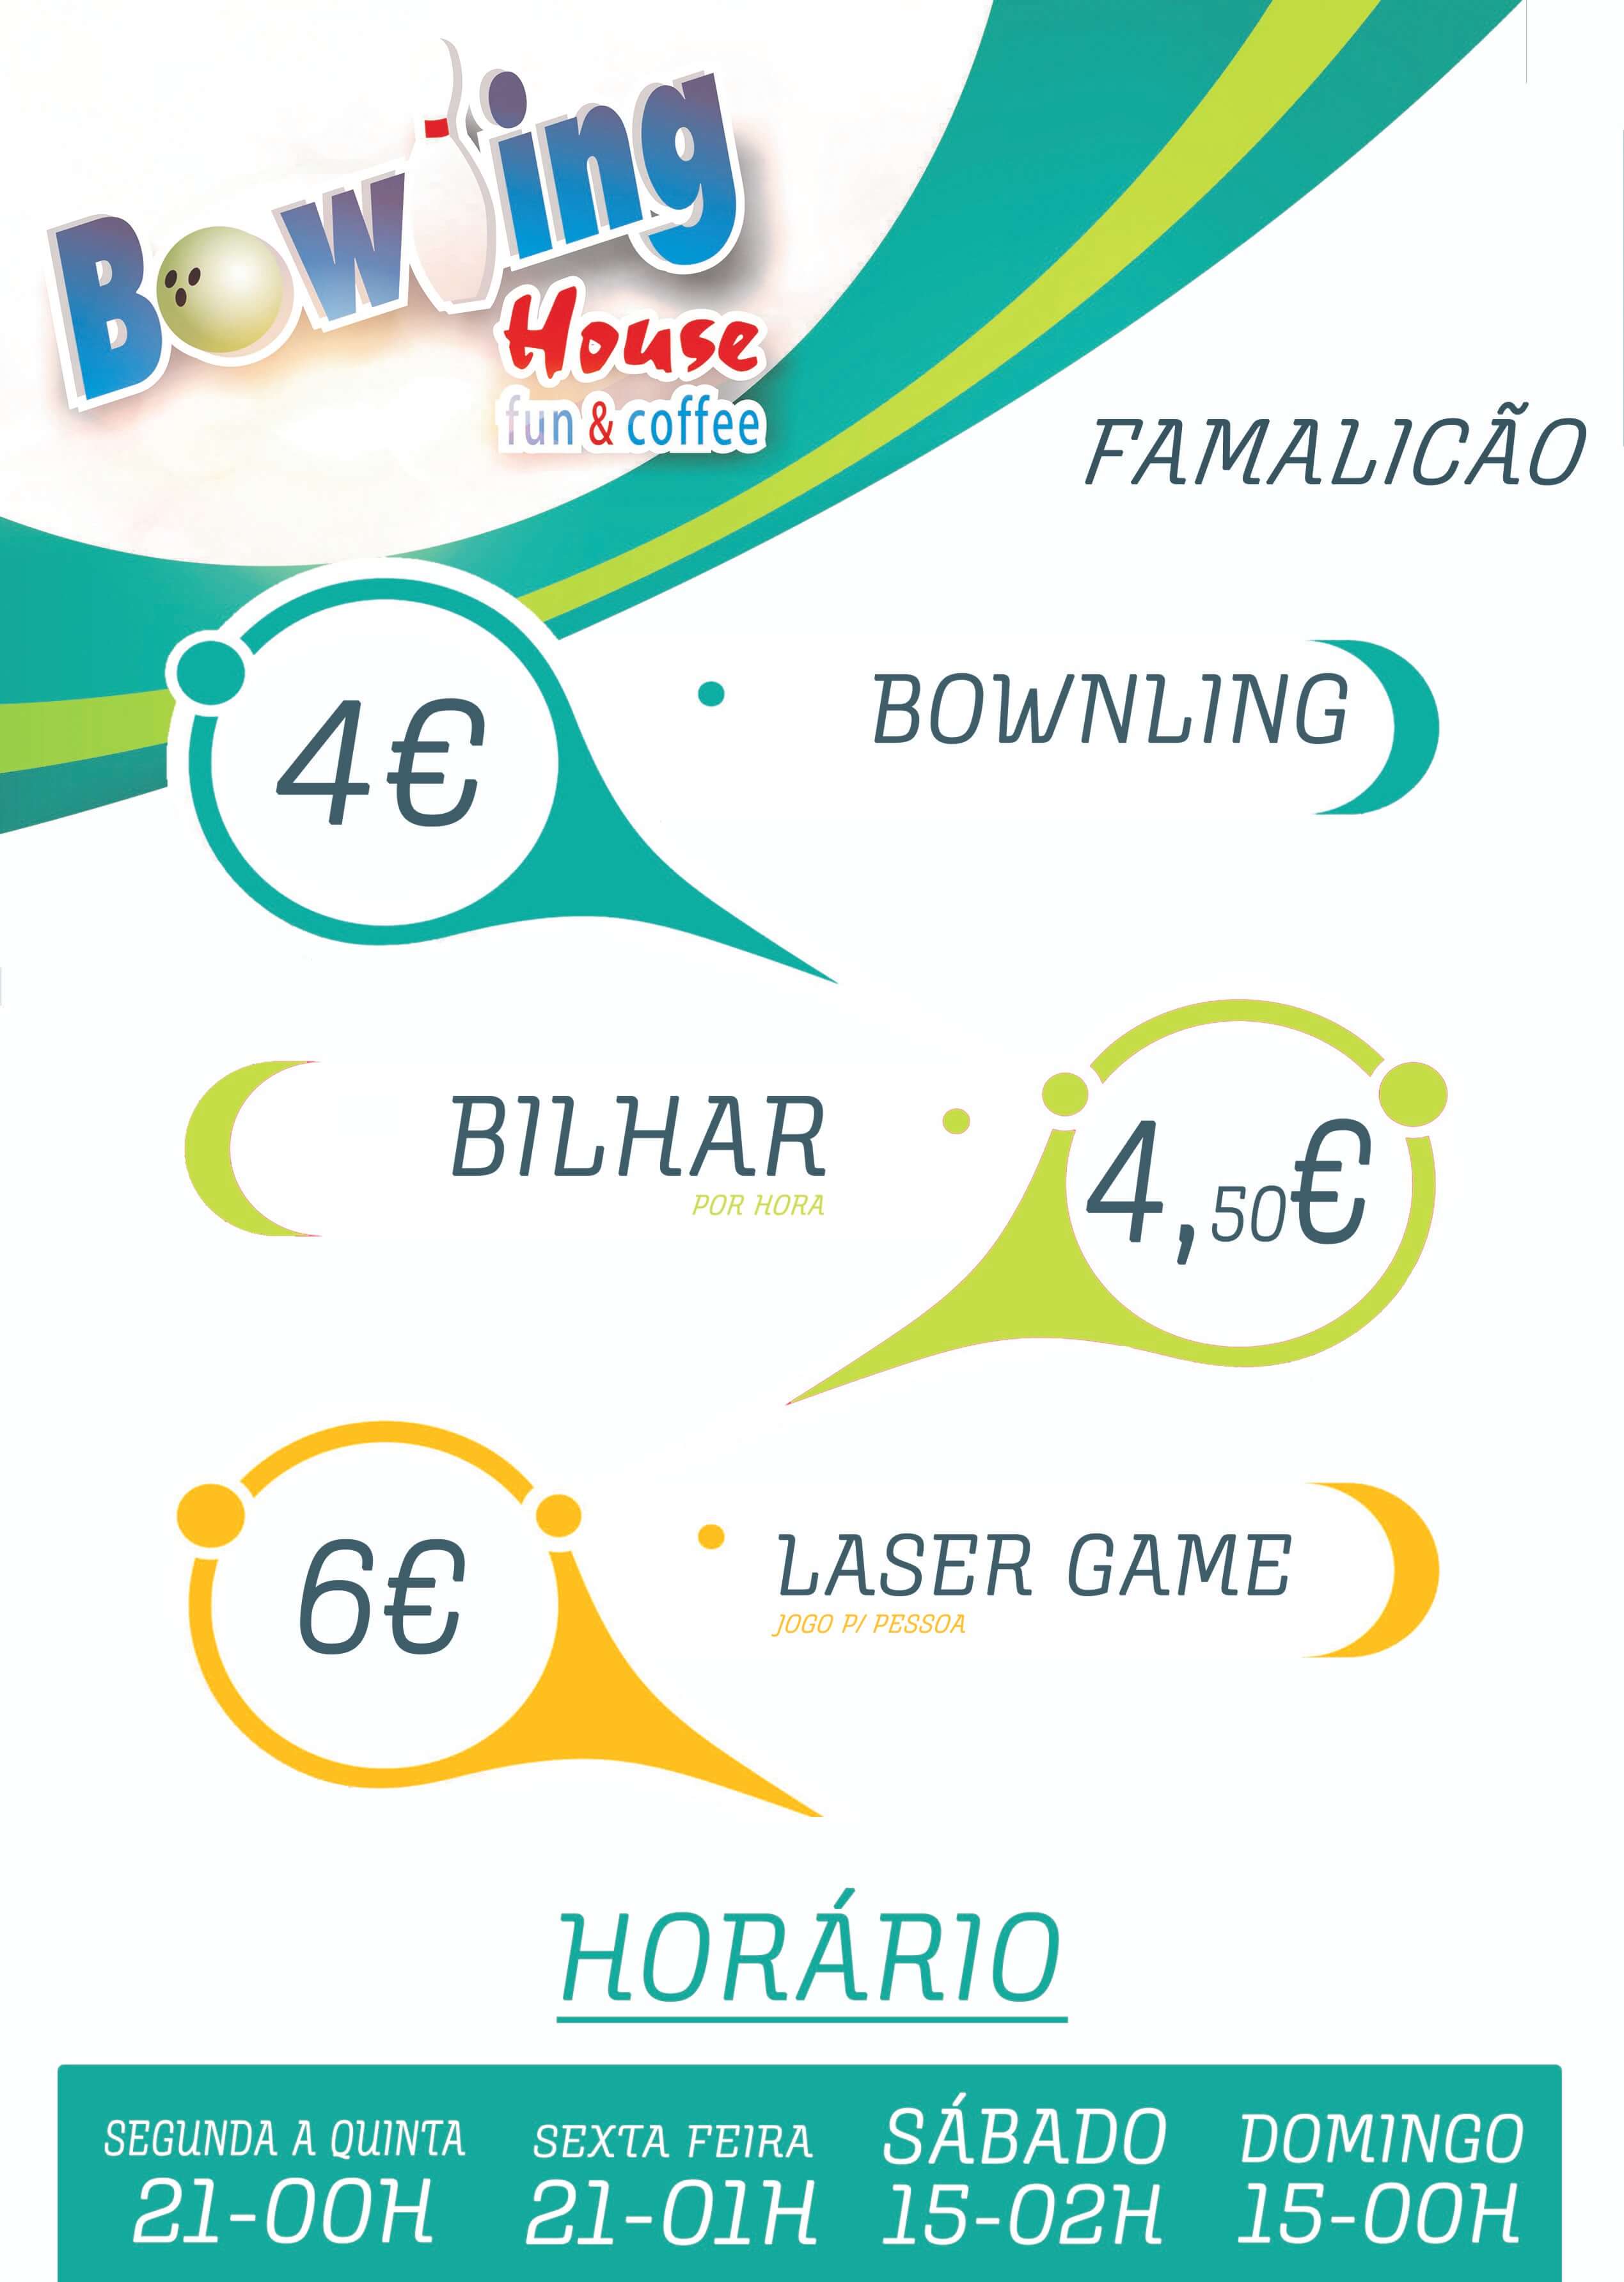 Bowling
House
fun & coffee
FAMALICÃO
4€
BOWNLING
BILHAR
POR HORA
4,50€
6€
LASER GAME
JOGO P/ PESSOA
HORÁRIO
SEGUNDA A QUINTA
21-00H
SEXTA FEIRA
21-01H
SÁBADO
15-02H
DOMINGO
15-00H